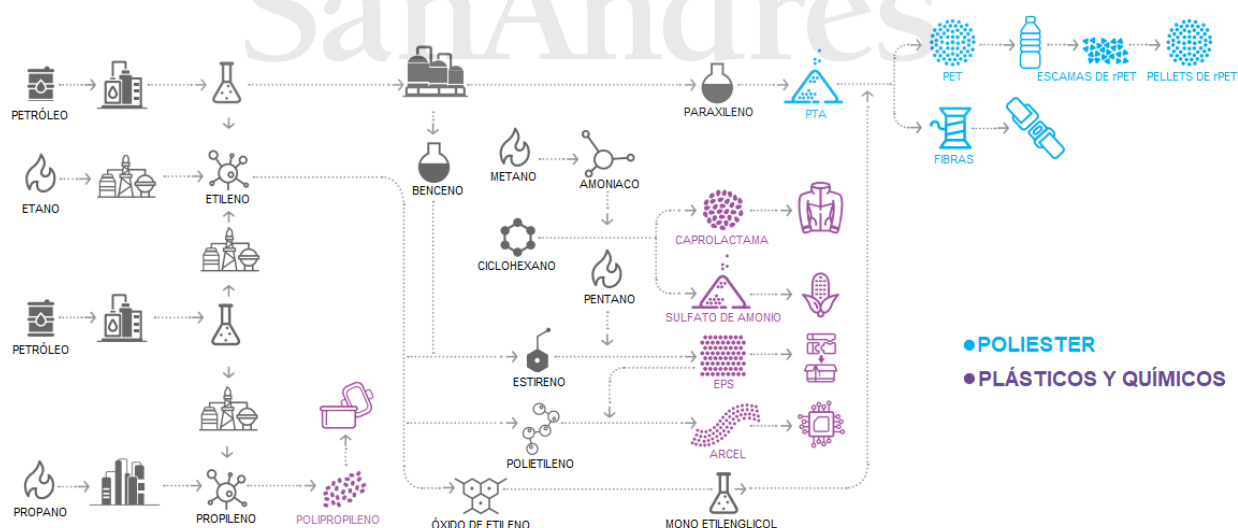 SanAndrés
PETRÓLEO
PARAXILENO
PTA
PET
ESCAMAS DE rPET
PELLETS DE rPET
FIBRAS
ETANO
ETILENO
BENCENO
METANO
AMONIACO
CICLOHEXANO
CAPROLACTAMA
PENTANO
SULFATO DE AMONIO
PETRÓLEO
ESTIRENO
EPS
POLIESTER
PLÁSTICOS Y QUÍMICOS
POLIETILENO
ARCEL
PROPANO
PROPILENO
POLIPROPILENO
ÓXIDO DE ETILENO
MONO ETILENGLICOL